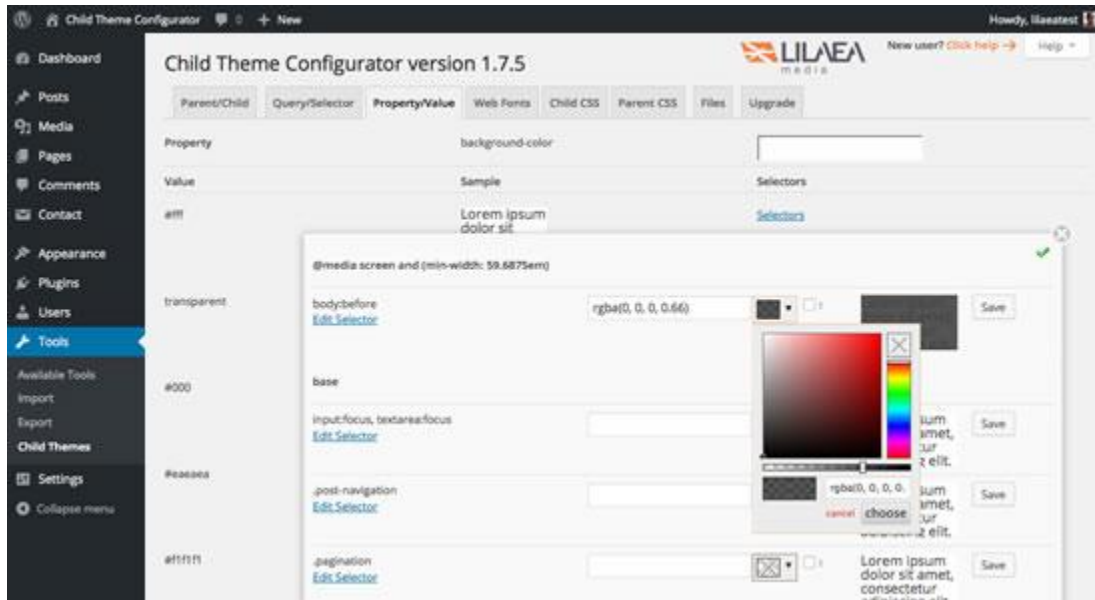 Child Theme Configurator 0 + New Howdy, lilaeatest
Dashboard
Posts
Media
Pages
Comments
Contact
Appearance
Plugins
Users
Tools
Available Tools
Import
Export
Child Themes
Settings
Collapse menu
Child Theme Configurator version 1.7.5
LILAEA
media
New user? Click help
Help
Parent/Child Query/Selector Property/Value Web Fonts Child CSS Parent CSS Files Upgrade
Property background-color
Value Sample Selectors
#fff Lorem ipsum Selectors
dolor sit
@media screen and (min-width: 59.6875em)
transparent body:before rgba(0, 0, 0, 0.66) ! Save
Edit Selector
#000 base
input:focus, textarea:focus Save
Edit Selector
amet,
elit.
#eaeaea
rgba(0, 0, 0, 0.
cancel choose
.post-navigation Save
Edit Selector
amet,
elit.
#f1f1f1 .pagination ! Lorem ipsum Save
Edit Selector dolor sit amet,
consectetur